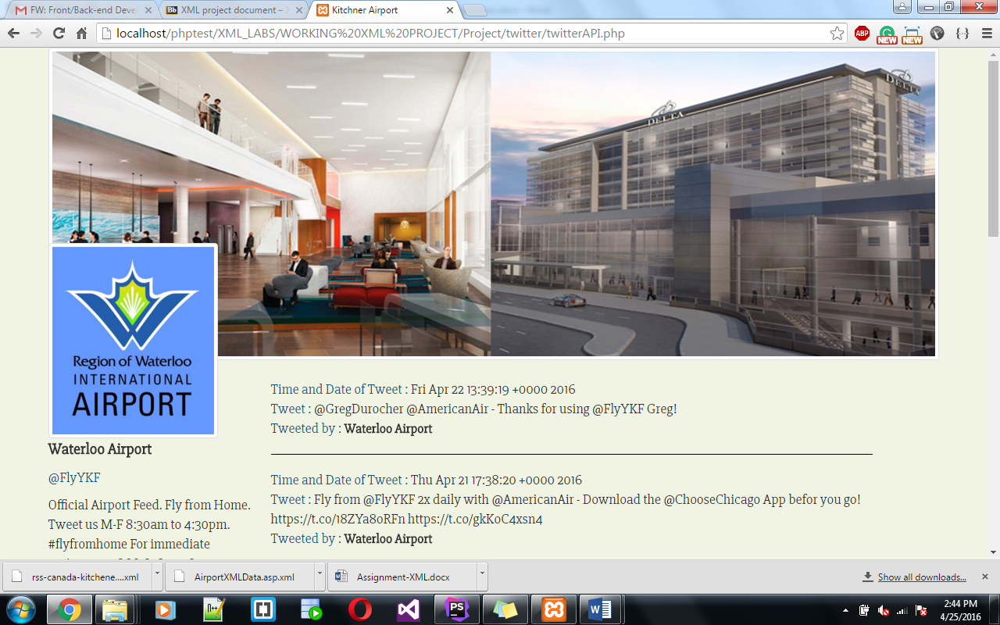 FW: Front/Back-end Devel
XML project document – X
Kitchner Airport
localhost/phptest/XML_LABS/WORKING%20XML%20PROJECT/Project/twitter/twitterAPI.php
ABP
NEW
NEW
DELTA
DELTA
Region of Waterloo
INTERNATIONAL
AIRPORT
Waterloo Airport
@FlyYKF
Official Airport Feed. Fly from Home.
Tweet us M-F 8:30am to 4:30pm.
#flyfromhome For immediate
Time and Date of Tweet : Fri Apr 22 13:39:19 +0000 2016
Tweet : @GregDurocher @AmericanAir - Thanks for using @FlyYKF Greg!
Tweeted by : Waterloo Airport
Time and Date of Tweet : Thu Apr 21 17:38:20 +0000 2016
Tweet : Fly from @FlyYKF 2x daily with @AmericanAir - Download the @ChooseChicago App befor you go!
https://t.co/18ZYa8oRFn https://t.co/gkKoC4xsn4
Tweeted by : Waterloo Airport
rss-canada-kitchene....xml
AirportXMLData.asp.xml
Assignment-XML.docx
Show all downloads...
2:44 PM
4/25/2016